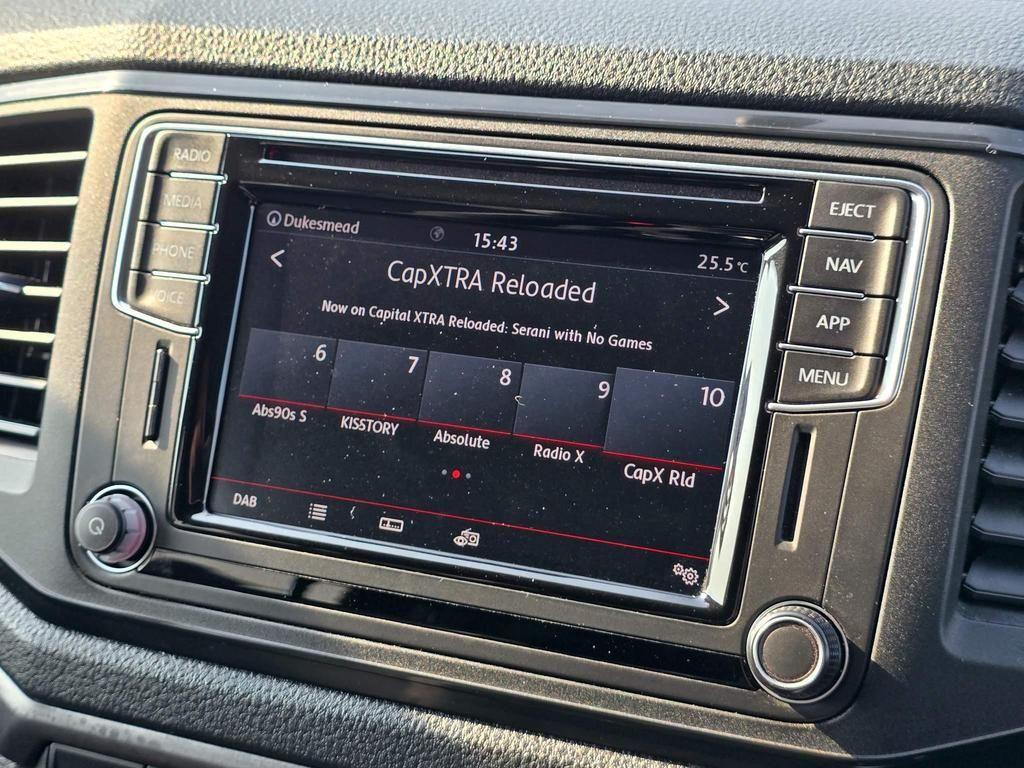 RADIO
MEDIA
PHONE
VOICE
EJECT
NAV
APP
MENU
Dukesmead
15:43
25.5°C
<
CapXTRA Reloaded
>
Now on Capital XTRA Reloaded: Serani with No Games
6 7 8 9 10
Abs90s S KISSTORY Absolute Radio X CapX Rld
DAB